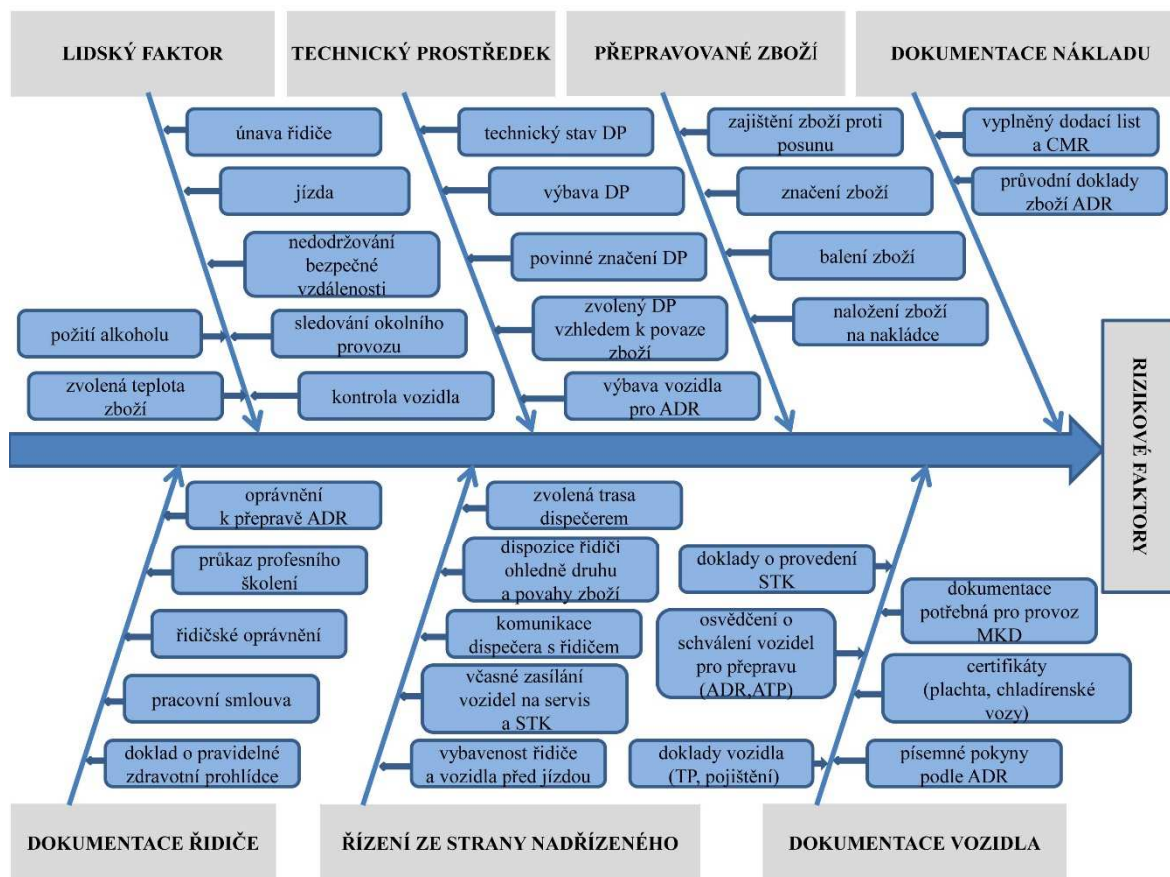 LIDSKÝ FAKTOR
TECHNICKÝ PROSTŘEDEK
PŘEPRAVOVANÉ ZBOŽÍ
DOKUMENTACE NÁKLADU
únava řidiče
jízda
nedodržování
bezpečné
vzdálenosti
požití alkoholu
sledování okolního
provozu
zvolená teplota
zboží
kontrola vozidla
technický stav DP
výbava DP
povinné značení DP
zvolený DP
vzhledem k povaze
zboží
výbava vozidla
pro ADR
zajištění zboží proti
posunu
značení zboží
balení zboží
naložení zboží
na nakládce
vyplněný dodací list
a CMR
průvodní doklady
zboží ADR
RIZIKOVÉ FAKTORY
oprávnění
k přepravě ADR
průkaz profesního
školení
řidičské oprávnění
pracovní smlouva
doklad o pravidelné
zdravotní prohlídce
zvolená trasa
dispečerem
dispozice řidiči
ohledně druhu
a povahy zboží
komunikace
dispečera s řidičem
včasné zasílání
vozidel na servis
a STK
vybavenost řidiče
a vozidla před jízdou
doklady o provedení
STK
osvědčení o
schválení vozidel
pro přepravu
(ADR,ATP)
doklady vozidla
(TP, pojištění)
dokumentace
potřebná pro provoz
MKD
certifikáty
(plachta, chladírenské
vozy)
písemné pokyny
podle ADR
DOKUMENTACE ŘIDIČE
ŘÍZENÍ ZE STRANY NADŘÍZENÉHO
DOKUMENTACE VOZIDLA